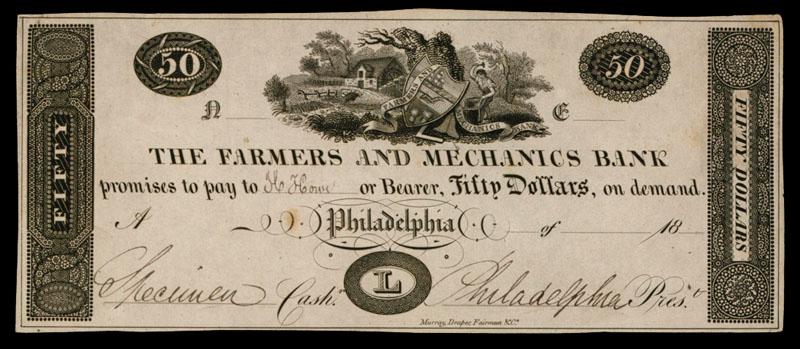 50 50
FARMERS AND MECHANICS BANK
N E
THE FARMERS AND MECHANICS BANK
promises to pay to H. Howe or Bearer, Fifty Dollars, on demand.
A Philadelphia of 18
Specimen Cash.r L Philadelphia Pres.t
Murray, Draper, Fairman & Co.
FIFTY
FIFTY DOLLARS